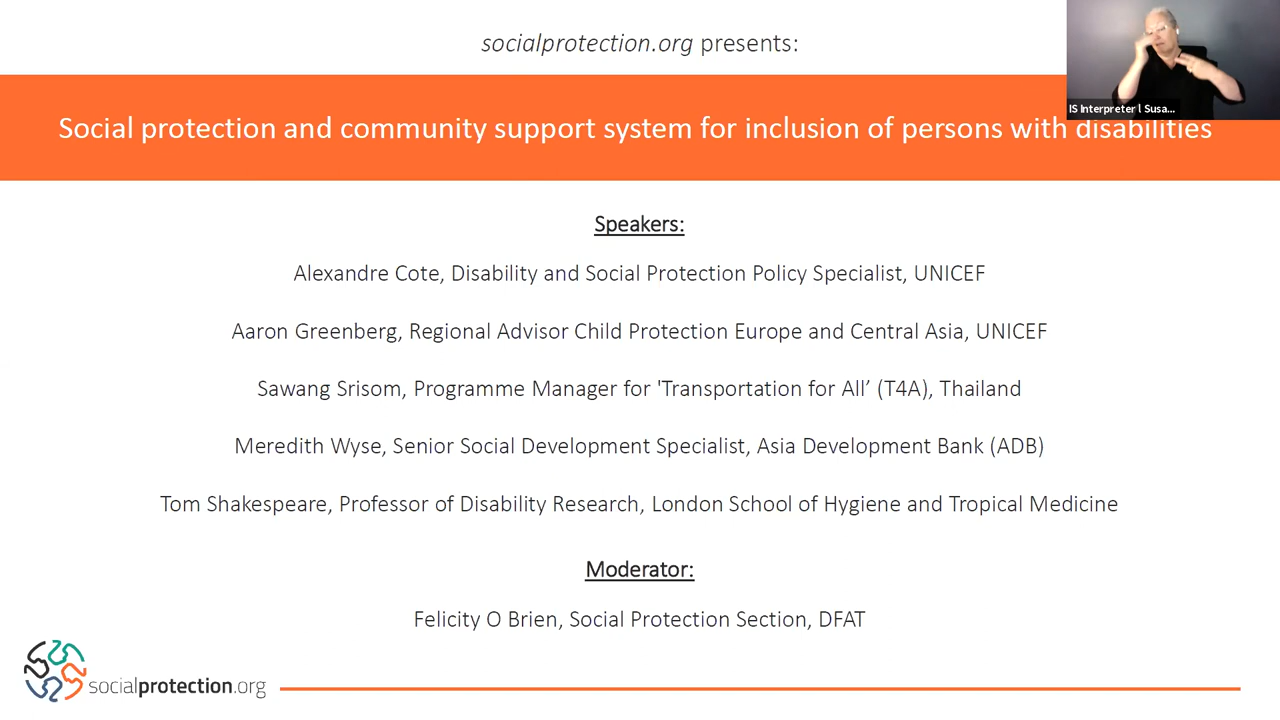 socialprotection.org presents:
IS Interpreter l Susa...
Social protection and community support system for inclusion of persons with disabilities
Speakers:
Alexandre Cote, Disability and Social Protection Policy Specialist, UNICEF
Aaron Greenberg, Regional Advisor Child Protection Europe and Central Asia, UNICEF
Sawang Srisom, Programme Manager for 'Transportation for All’ (T4A), Thailand
Meredith Wyse, Senior Social Development Specialist, Asia Development Bank (ADB)
Tom Shakespeare, Professor of Disability Research, London School of Hygiene and Tropical Medicine
Moderator:
Felicity O Brien, Social Protection Section, DFAT
socialprotection.org